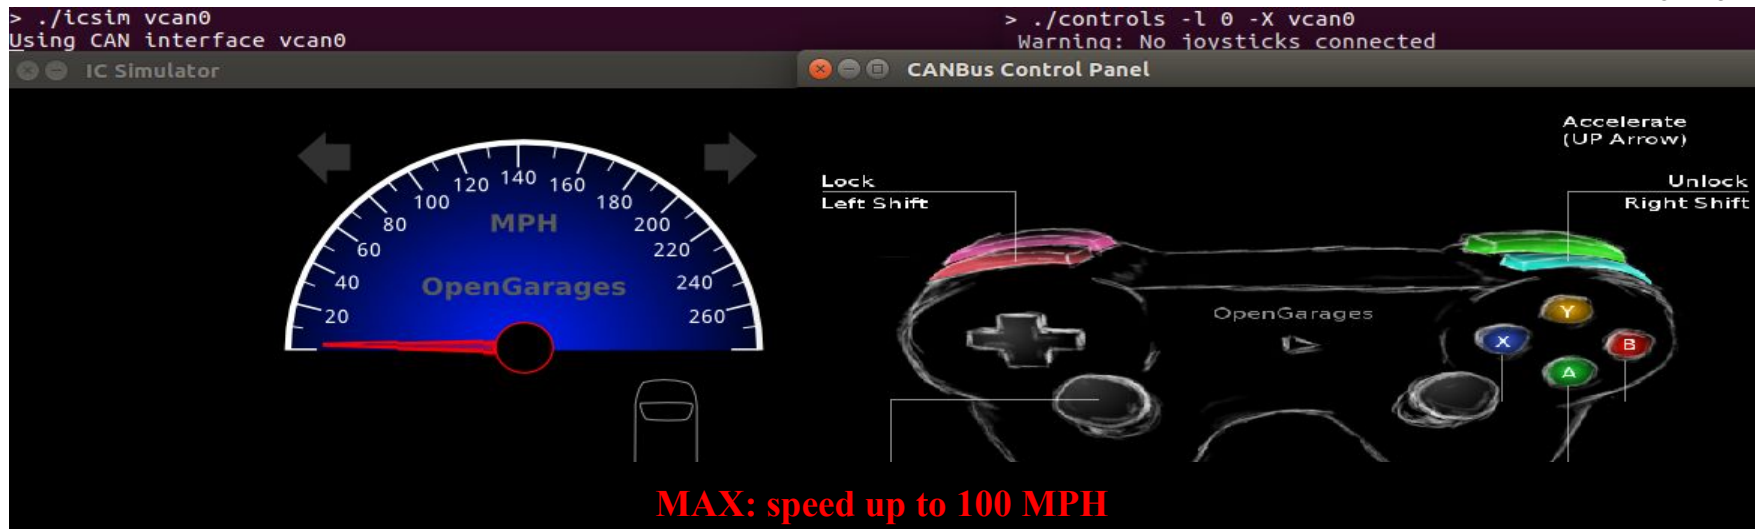 > ./icsim vcan0
Using CAN interface vcan0
> ./controls -l 0 -X vcan0
Warning: No joysticks connected
IC Simulator
20
40
60
80
100
120
140
160
180
200
220
240
260
MPH
OpenGarages
CANBus Control Panel
Accelerate
(UP Arrow)
Lock
Left Shift
Unlock
Right Shift
OpenGarages
Y
X
B
A
MAX: speed up to 100 MPH